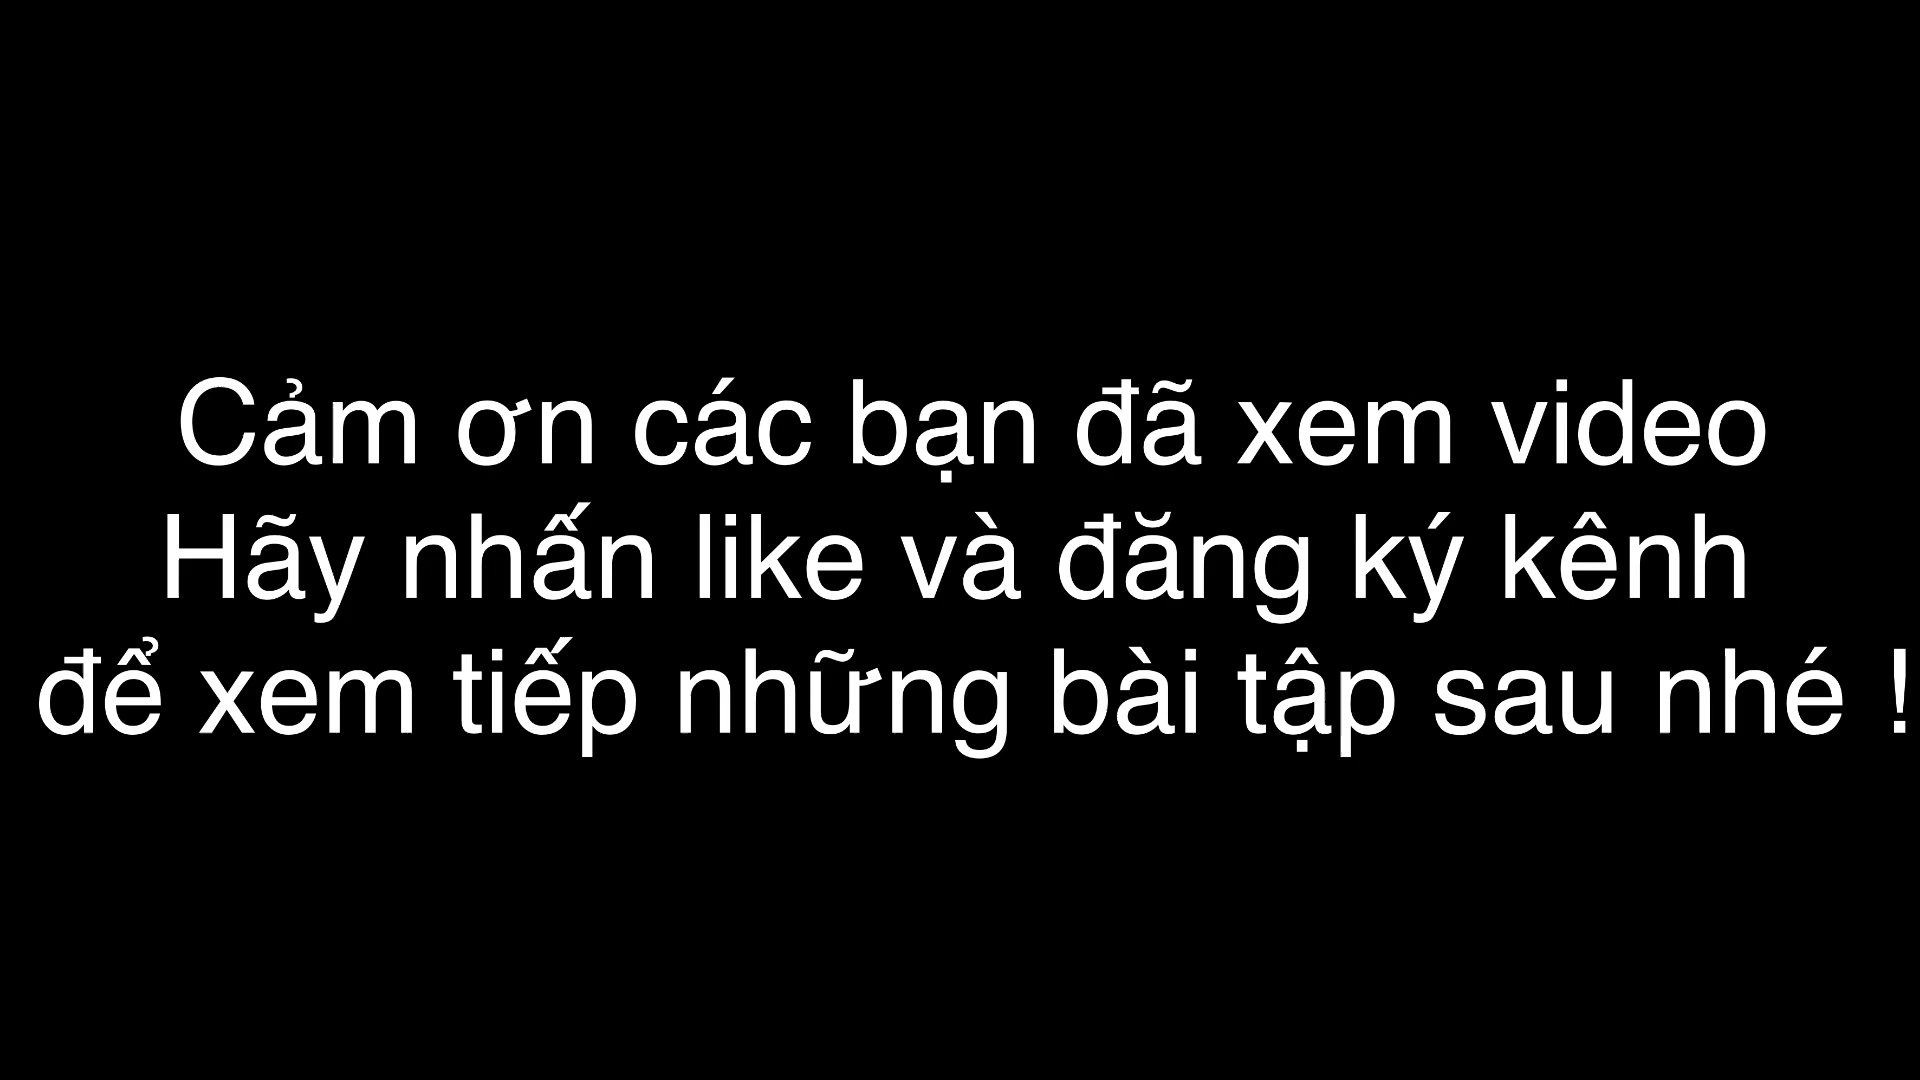 Cảm ơn các bạn đã xem video
Hãy nhấn like và đăng ký kênh
để xem tiếp những bài tập sau nhé !